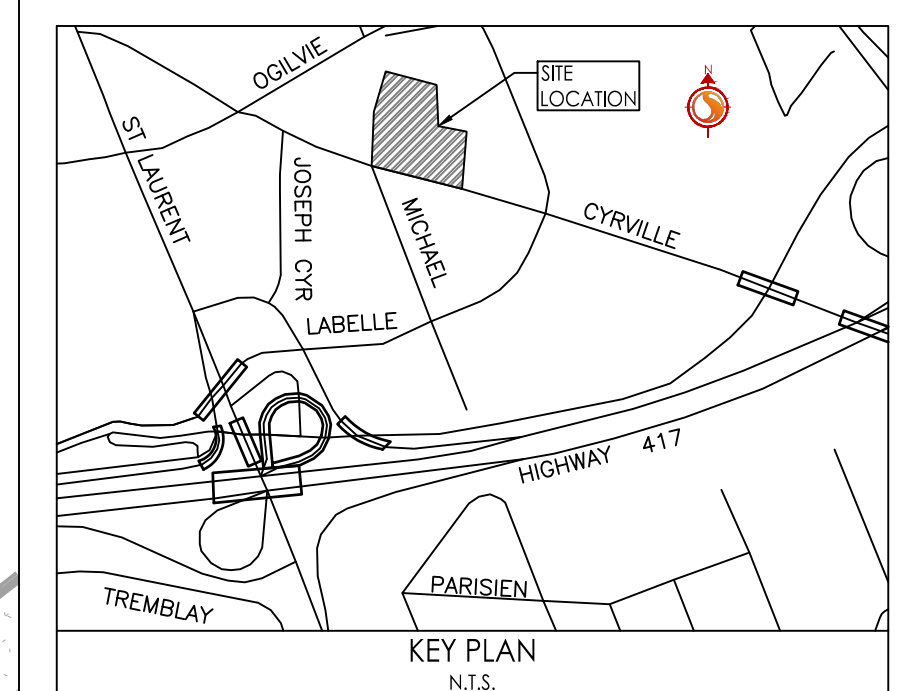 OGILVIE
SITE
LOCATION
N
ST LAURENT
JOSEPH CYR
MICHAEL
CYRVILLE
LABELLE
HIGHWAY 417
PARISIEN
TREMBLAY
KEY PLAN
N.T.S.